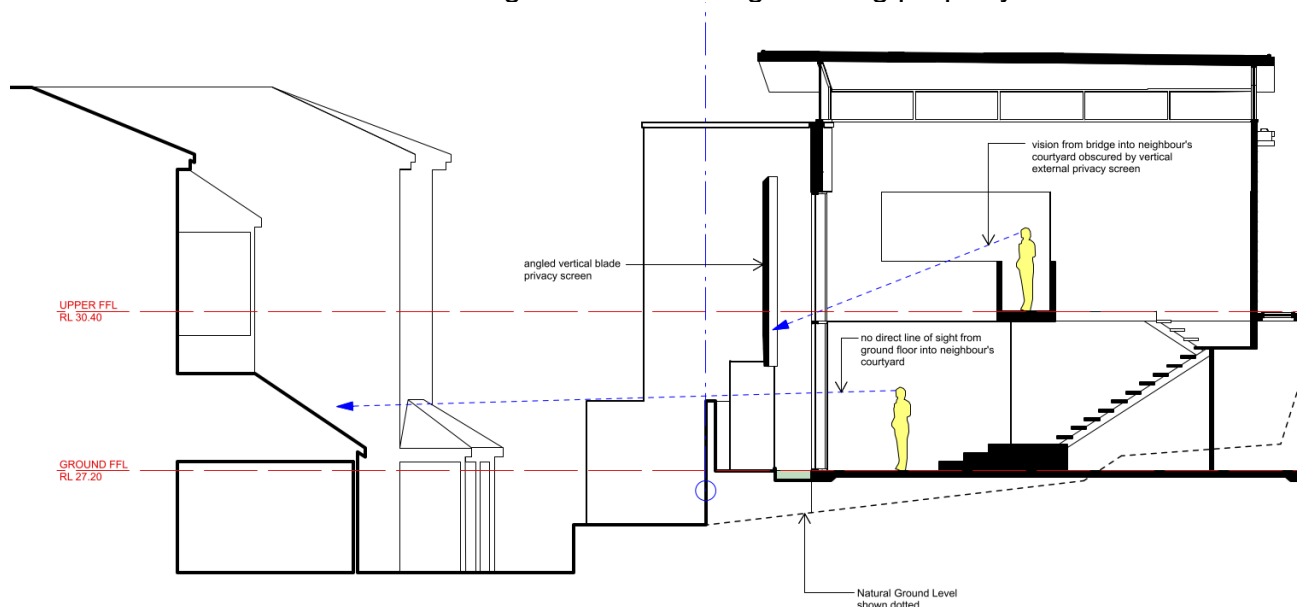 vision from bridge into neighbour's
courtyard obscured by vertical
external privacy screen
angled vertical blade
privacy screen
UPPER FFL
RL 30.40
no direct line of sight from
ground floor into neighbour's
courtyard
GROUND FFL
RL 27.20
Natural Ground Level
shown dotted